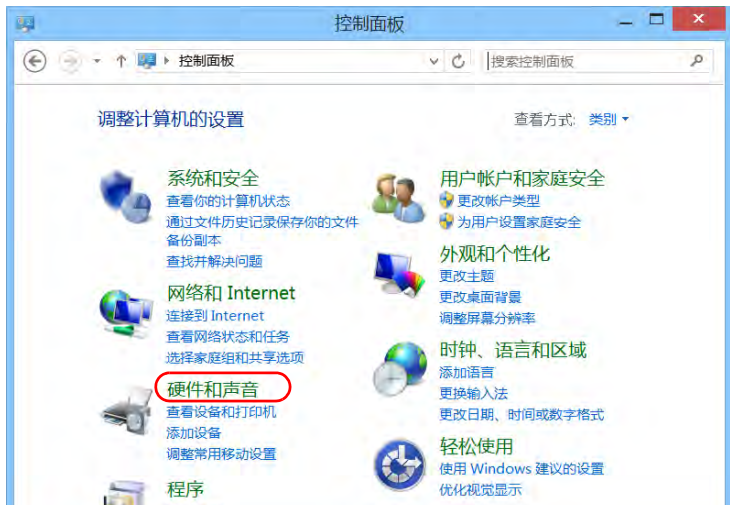 控制面板
控制面板
搜索控制面板
调整计算机的设置
查看方式: 类别
系统和安全
查看你的计算机状态
通过文件历史记录保存你的文件
备份副本
查找并解决问题
网络和 Internet
连接到 Internet
查看网络状态和任务
选择家庭组和共享选项
硬件和声音
查看设备和打印机
添加设备
调整常用移动设置
程序
用户帐户和家庭安全
更改帐户类型
为用户设置家庭安全
外观和个性化
更改主题
更改桌面背景
调整屏幕分辨率
时钟、语言和区域
添加语言
更换输入法
更改日期、时间或数字格式
轻松使用
使用 Windows 建议的设置
优化视觉显示